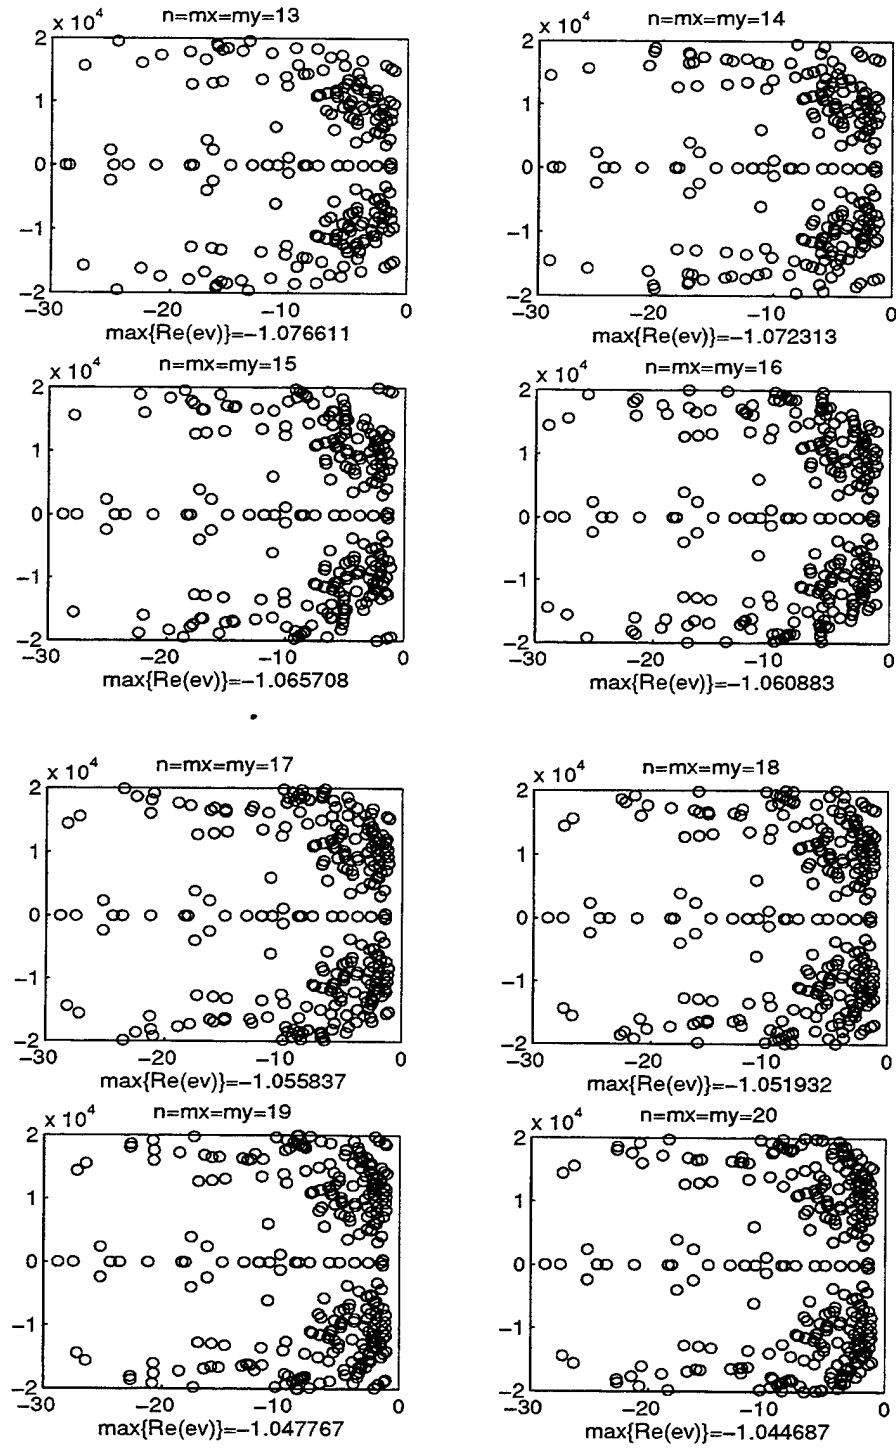 x 10^4 n=mx=my=13
2
1
0
−1
−2
−30 −20 −10 0
max{Re(ev)}=−1.076611
x 10^4 n=mx=my=14
2
1
0
−1
−2
−30 −20 −10 0
max{Re(ev)}=−1.072313
x 10^4 n=mx=my=15
2
1
0
−1
−2
−30 −20 −10 0
max{Re(ev)}=−1.065708
x 10^4 n=mx=my=16
2
1
0
−1
−2
−30 −20 −10 0
max{Re(ev)}=−1.060883
x 10^4 n=mx=my=17
2
1
0
−1
−2
−30 −20 −10 0
max{Re(ev)}=−1.055837
x 10^4 n=mx=my=18
2
1
0
−1
−2
−30 −20 −10 0
max{Re(ev)}=−1.051932
x 10^4 n=mx=my=19
2
1
0
−1
−2
−30 −20 −10 0
max{Re(ev)}=−1.047767
x 10^4 n=mx=my=20
2
1
0
−1
−2
−30 −20 −10 0
max{Re(ev)}=−1.044687